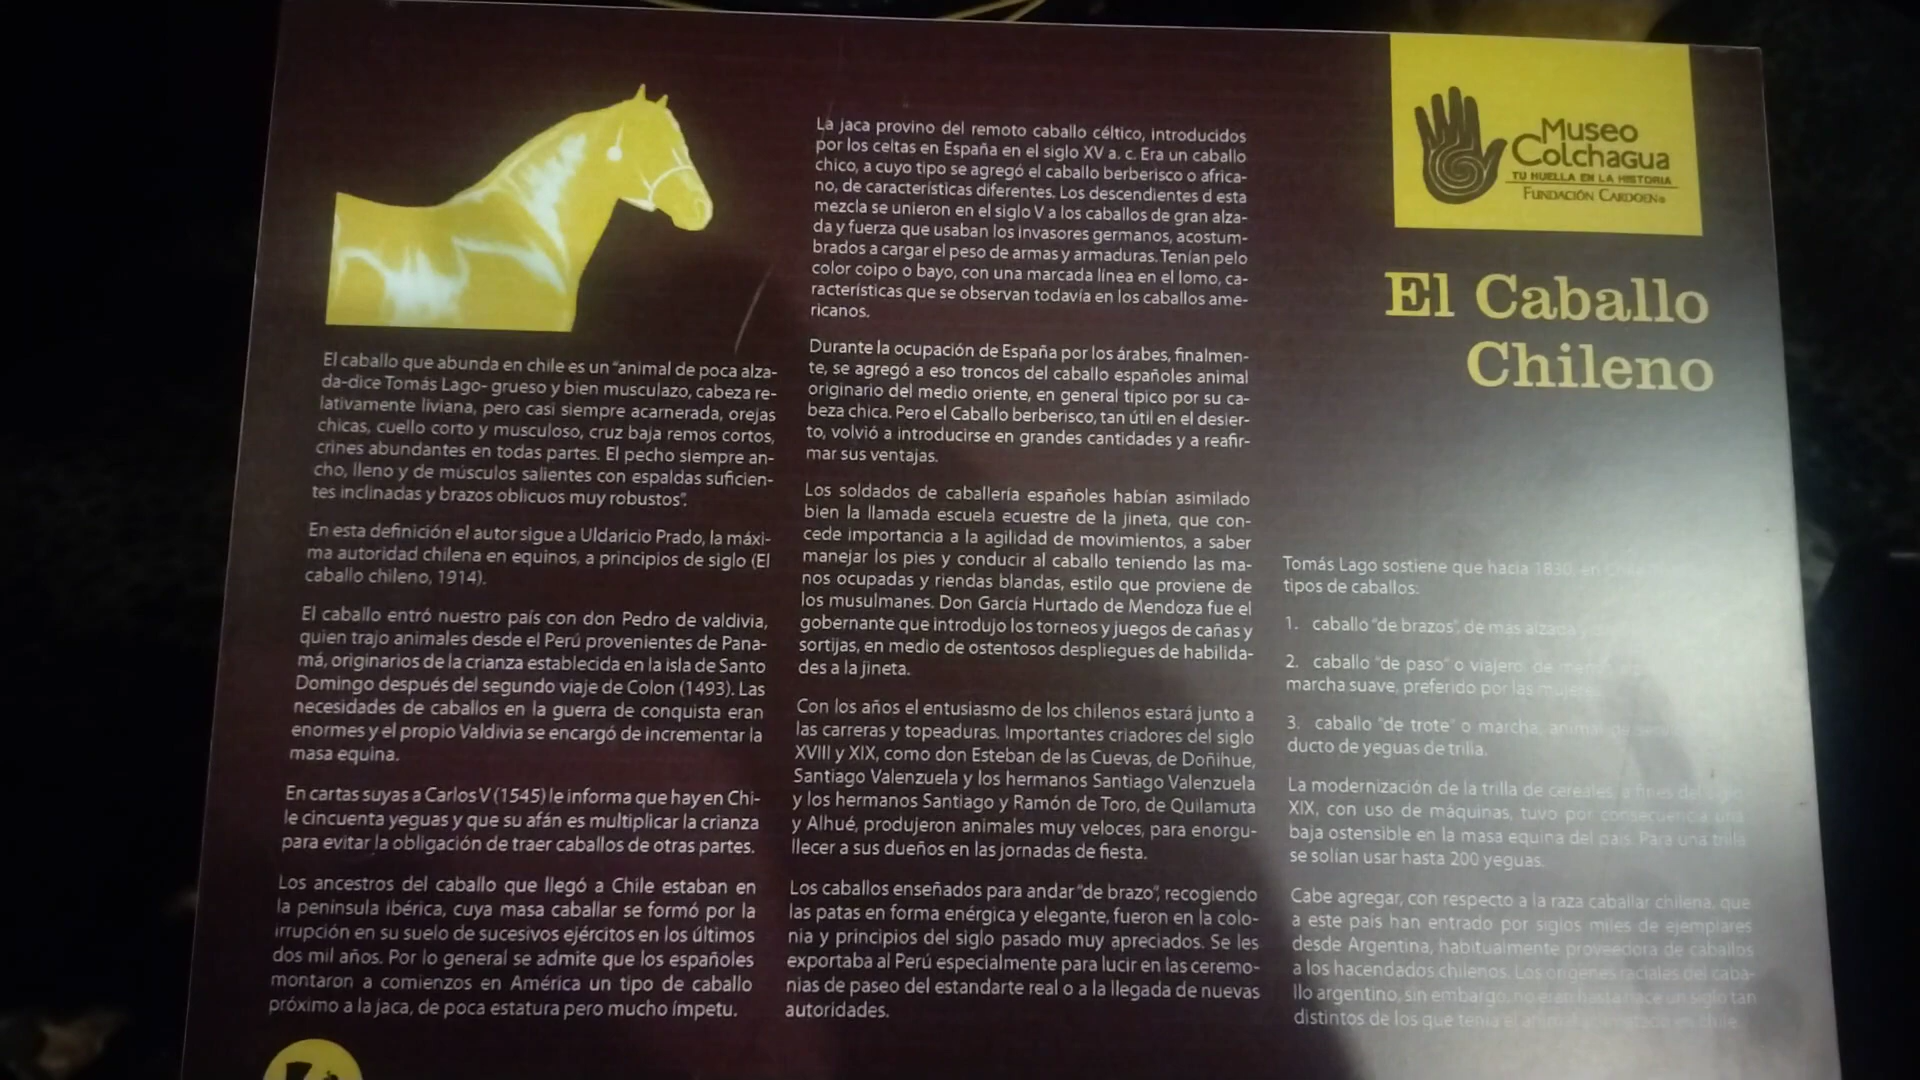 El caballo que abunda en chile es un "animal de poca alza-
da-dice Tomás Lago- grueso y bien musculazo, cabeza re-
lativamente liviana, pero casi siempre acarnerada, orejas
chicas, cuello corto y musculoso, cruz baja remos cortos,
crines abundantes en todas partes. El pecho siempre an-
cho, lleno y de músculos salientes con espaldas suficien-
tes inclinadas y brazos oblicuos muy robustos".
En esta definición el autor sigue a Uldaricio Prado, la máxi-
ma autoridad chilena en equinos, a principios de siglo (El
caballo chileno, 1914).
El caballo entró nuestro país con don Pedro de valdivia,
quien trajo animales desde el Perú provenientes de Pana-
má, originarios de la crianza establecida en la isla de Santo
Domingo después del segundo viaje de Colon (1493). Las
necesidades de caballos en la guerra de conquista eran
enormes y el propio Valdivia se encargó de incrementar la
masa equina.
En cartas suyas a Carlos V (1545) le informa que hay en Chi-
le cincuenta yeguas y que su afán es multiplicar la crianza
para evitar la obligación de traer caballos de otras partes.
Los ancestros del caballo que llegó a Chile estaban en
la península ibérica, cuya masa caballar se formó por la
irrupción en su suelo de sucesivos ejércitos en los últimos
dos mil años. Por lo general se admite que los españoles
montaron a comienzos en América un tipo de caballo
próximo a la jaca, de poca estatura pero mucho ímpetu.
La jaca provino del remoto caballo céltico, introducidos
por los celtas en España en el siglo XV a. c. Era un caballo
chico, a cuyo tipo se agregó el caballo berberisco o africa-
no, de características diferentes. Los descendientes d esta
mezcla se unieron en el siglo V a los caballos de gran alza-
da y fuerza que usaban los invasores germanos, acostum-
brados a cargar el peso de armas y armaduras. Tenían pelo
color coipo o bayo, con una marcada línea en el lomo, ca-
racterísticas que se observan todavía en los caballos ame-
ricanos.
Durante la ocupación de España por los árabes, finalmen-
te, se agregó a eso troncos del caballo españoles animal
originario del medio oriente, en general típico por su ca-
beza chica. Pero el Caballo berberisco, tan útil en el desier-
to, volvió a introducirse en grandes cantidades y a reafir-
mar sus ventajas.
Los soldados de caballería españoles habían asimilado
bien la llamada escuela ecuestre de la jineta, que con-
cede importancia a la agilidad de movimientos, a saber
manejar los pies y conducir al caballo teniendo las ma-
nos ocupadas y riendas blandas, estilo que proviene de
los musulmanes. Don García Hurtado de Mendoza fue el
gobernante que introdujo los torneos y juegos de cañas y
sortijas, en medio de ostentosos despliegues de habilida-
des a la jineta.
Con los años el entusiasmo de los chilenos estará junto a
las carreras y topeaduras. Importantes criadores del siglo
XVIII y XIX, como don Esteban de las Cuevas, de Doñihue,
Santiago Valenzuela y los hermanos Santiago Valenzuela
y los hermanos Santiago y Ramón de Toro, de Quilamuta
y Alhué, produjeron animales muy veloces, para enorgu-
llecer a sus dueños en las jornadas de fiesta.
Los caballos enseñados para andar "de brazo", recogiendo
las patas en forma enérgica y elegante, fueron en la colo-
nia y principios del siglo pasado muy apreciados. Se les
exportaba al Perú especialmente para lucir en las ceremo-
nias de paseo del estandarte real o a la llegada de nuevas
autoridades.
Museo
Colchagua
TU HUELLA EN LA HISTORIA
FUNDACIÓN CARDOEN®
El Caballo
Chileno
Tomás Lago sostiene que hacia 1830, en
tipos de caballos:
1. caballo "de brazos", de mas alzada
2. caballo "de paso" o viajero de
marcha suave, preferido por las mujeres
3. caballo "de trote" o marcha, animal de
ducto de yeguas de trilla.
La modernización de la trilla de cereales, a fines del siglo
XIX, con uso de máquinas, tuvo por consecuencia una
baja ostensible en la masa equina del país. Para una trilla
se solían usar hasta 200 yeguas.
Cabe agregar, con respecto a la raza caballar chilena, que
a este país han entrado por siglos miles de ejemplares
desde Argentina, habitualmente proveedora de caballos
a los hacendados chilenos. Los orígenes raciales del caba-
llo argentino, sin embargo, no eran hasta hace un siglo tan
distintos de los que tenía el en chile.